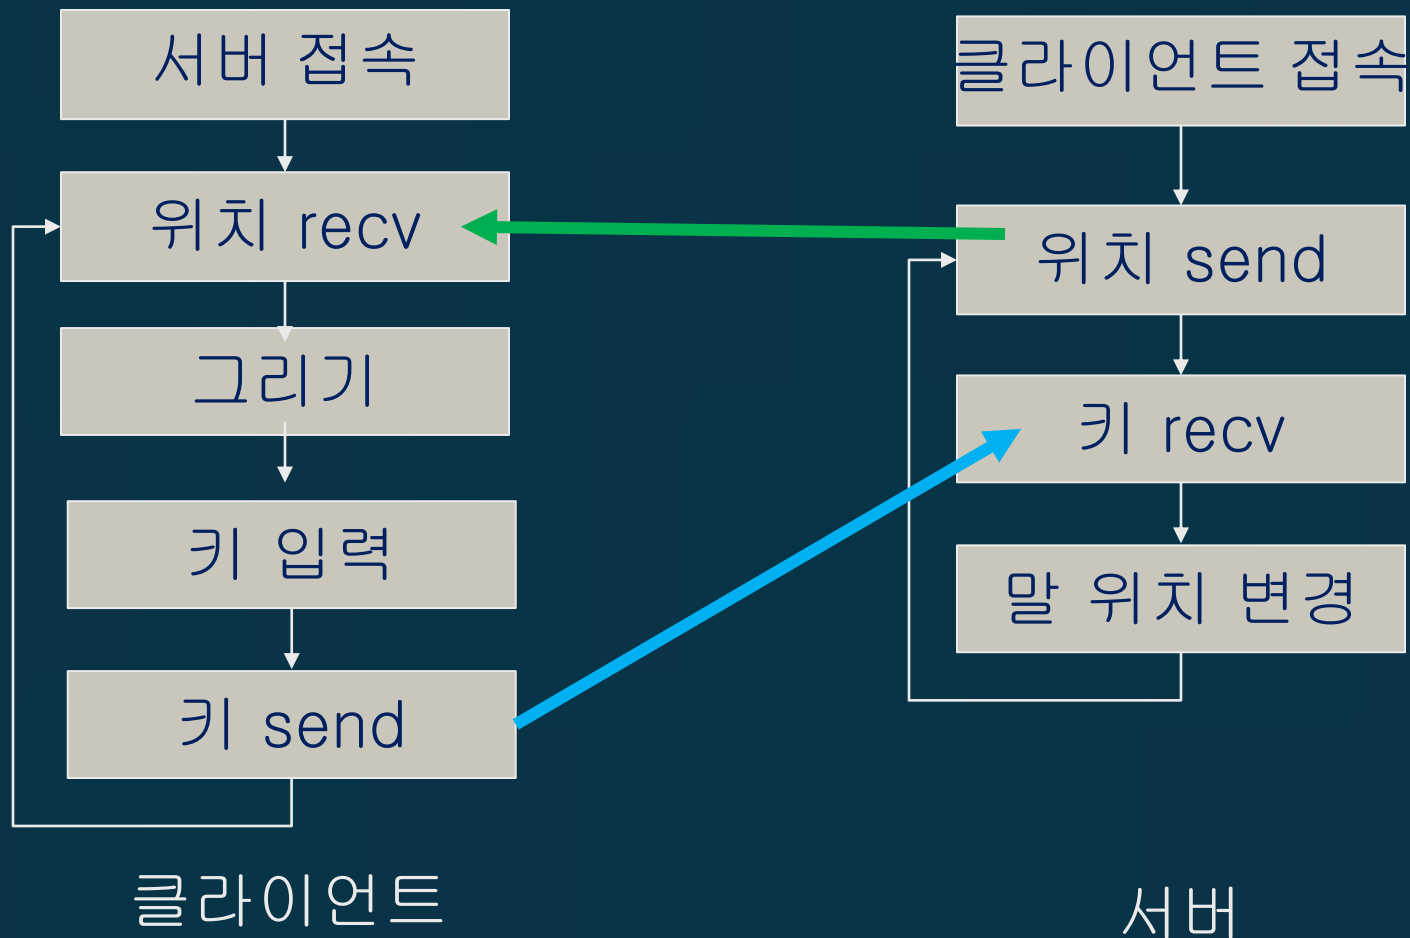 서버 접속
위치 recv
그리기
키 입력
키 send
클라이언트
클라이언트 접속
위치 send
키 recv
말 위치 변경
서버